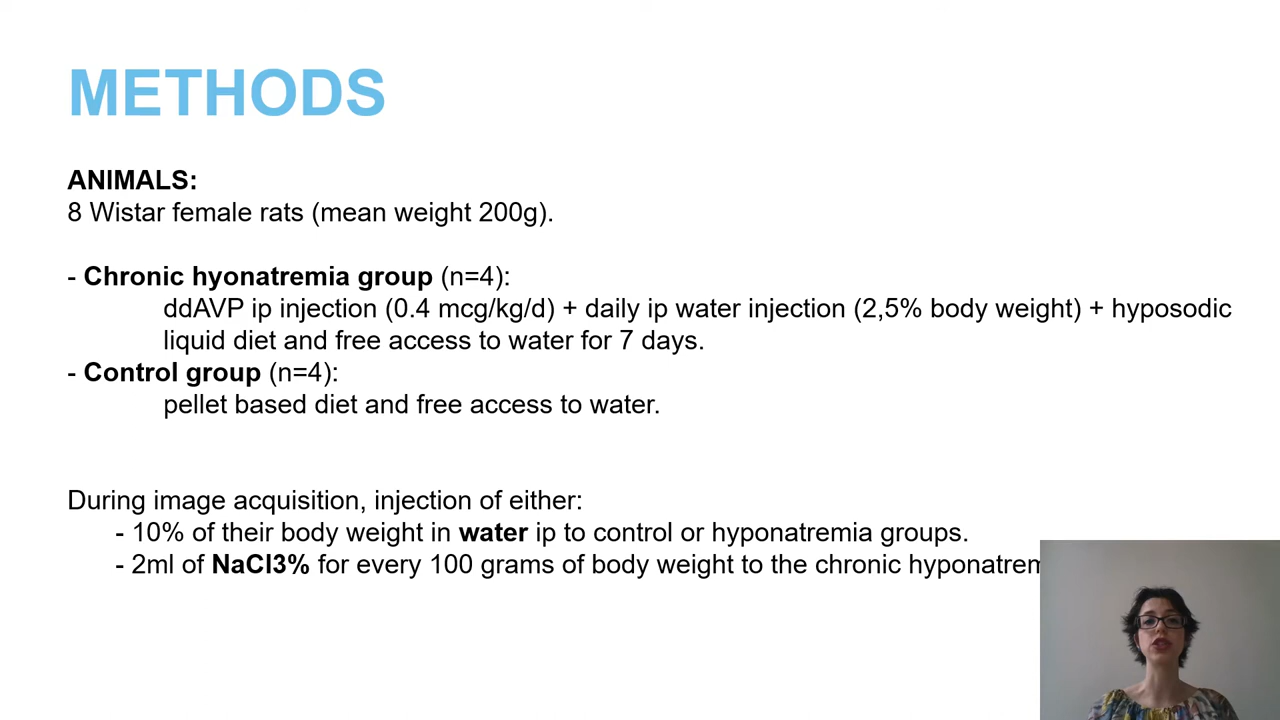 METHODS
ANIMALS:
8 Wistar female rats (mean weight 200g).
- Chronic hyonatremia group (n=4):
ddAVP ip injection (0.4 mcg/kg/d) + daily ip water injection (2,5% body weight) + hyposodic
liquid diet and free access to water for 7 days.
- Control group (n=4):
pellet based diet and free access to water.
During image acquisition, injection of either:
- 10% of their body weight in water ip to control or hyponatremia groups.
- 2ml of NaCl3% for every 100 grams of body weight to the chronic